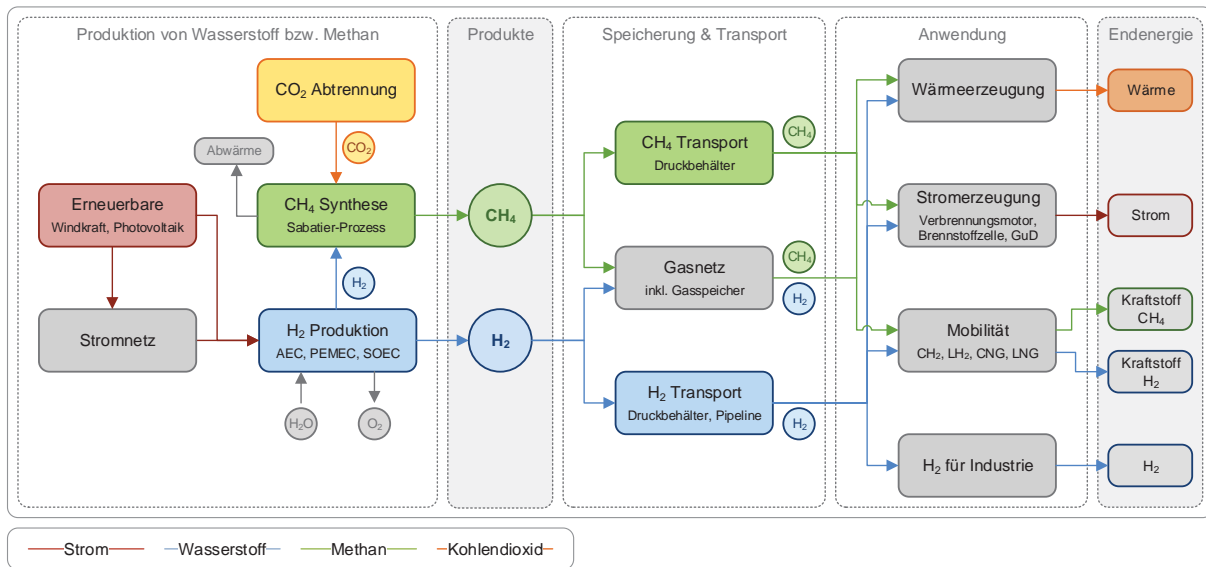 Produktion von Wasserstoff bzw. Methan
Produkte
Speicherung & Transport
Anwendung
Endenergie
CO₂ Abtrennung
CO₂
Abwärme
Erneuerbare
Windkraft, Photovoltaik
CH₄ Synthese
Sabatier-Prozess
H₂
Stromnetz
H₂ Produktion
AEC, PEMEC, SOEC
H₂O
O₂
CH₄
H₂
CH₄ Transport
Druckbehälter
CH₄
Gasnetz
inkl. Gasspeicher
CH₄
H₂
H₂ Transport
Druckbehälter, Pipeline
H₂
Wärmeerzeugung
Stromerzeugung
Verbrennungsmotor,
Brennstoffzelle, GuD
Mobilität
CH₂, LH₂, CNG, LNG
H₂ für Industrie
Wärme
Strom
Kraftstoff
CH₄
Kraftstoff
H₂
H₂
Strom
Wasserstoff
Methan
Kohlendioxid